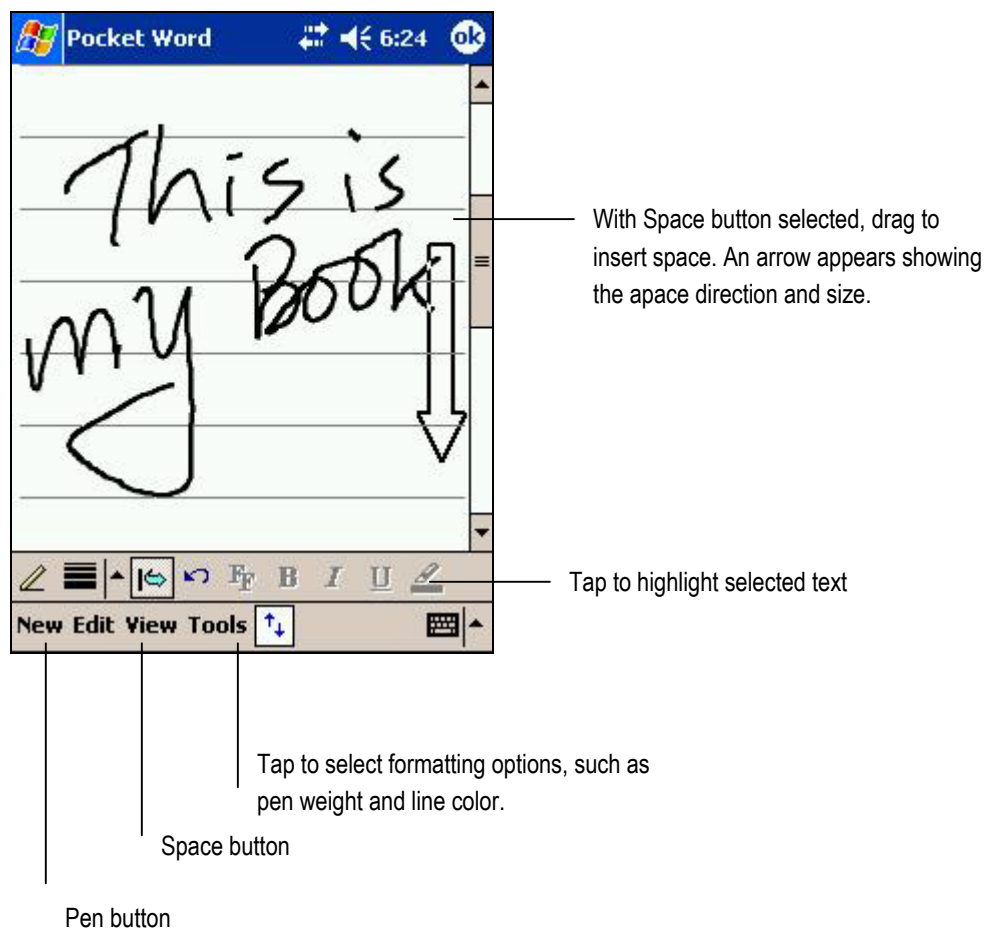 Pocket Word 6:24 ok
This is
my Book
With Space button selected, drag to
insert space. An arrow appears showing
the apace direction and size.
FF B I U
Tap to highlight selected text
New Edit View Tools
Tap to select formatting options, such as
pen weight and line color.
Space button
Pen button